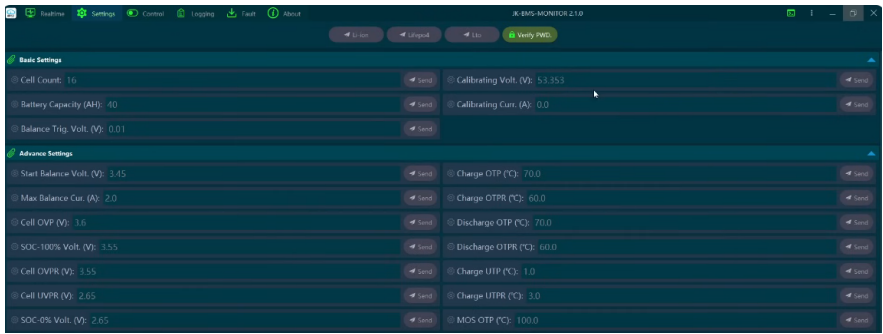 Realtime Settings Control Logging Fault About JK-BMS-MONITOR 2.1.0
Li-ion Lifepo4 Lto Verify PWD.
Basic Settings
Cell Count: 16 Send Calibrating Volt. (V): 53.353 Send
Battery Capacity (AH): 40 Send Calibrating Curr. (A): 0.0 Send
Balance Trig. Volt. (V): 0.01 Send
Advance Settings
Start Balance Volt. (V): 3.45 Send Charge OTP (°C): 70.0 Send
Max Balance Cur. (A): 2.0 Send Charge OTPR (°C): 60.0 Send
Cell OVP (V): 3.6 Send Discharge OTP (°C): 70.0 Send
SOC-100% Volt. (V): 3.55 Send Discharge OTPR (°C): 60.0 Send
Cell OVPR (V): 3.55 Send Charge UTP (°C): 1.0 Send
Cell UVPR (V): 2.65 Send Charge UTPR (°C): 3.0 Send
SOC-0% Volt. (V): 2.65 Send MOS OTP (°C): 100.0 Send